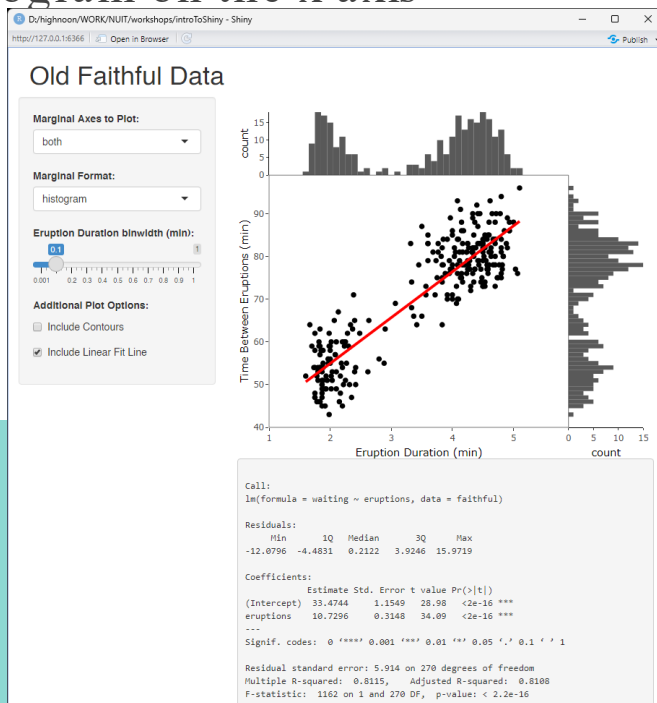 ogram on the x axis
D:/highnoon/WORK/NUIT/workshops/introToShiny - Shiny
http://127.0.0.1:6366 Open in Browser Publish
Old Faithful Data
Marginal Axes to Plot:
both
Marginal Format:
histogram
Eruption Duration binwidth (min):
0.1 1
0.001 0.2 0.3 0.4 0.5 0.6 0.7 0.8 0.9 1
Additional Plot Options:
Include Contours
Include Linear Fit Line
count
15
10
5
0
Time Between Eruptions (min)
90
80
70
60
50
40
1 2 3 4 5
Eruption Duration (min)
0 5 10 15
count
Call:
lm(formula = waiting ~ eruptions, data = faithful)
Residuals:
Min 1Q Median 3Q Max
-12.0796 -4.4831 0.2122 3.9246 15.9719
Coefficients:
Estimate Std. Error t value Pr(>|t|)
(Intercept) 33.4744 1.1549 28.98 <2e-16 ***
eruptions 10.7296 0.3148 34.09 <2e-16 ***
---
Signif. codes: 0 ‘***’ 0.001 ‘**’ 0.01 ‘*’ 0.05 ‘.’ 0.1 ‘ ’ 1
Residual standard error: 5.914 on 270 degrees of freedom
Multiple R-squared: 0.8115, Adjusted R-squared: 0.8108
F-statistic: 1162 on 1 and 270 DF, p-value: < 2.2e-16